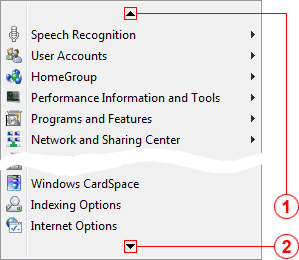 Speech Recognition
User Accounts
HomeGroup
Performance Information and Tools
Programs and Features
Network and Sharing Center
Windows CardSpace
Indexing Options
Internet Options
1
2